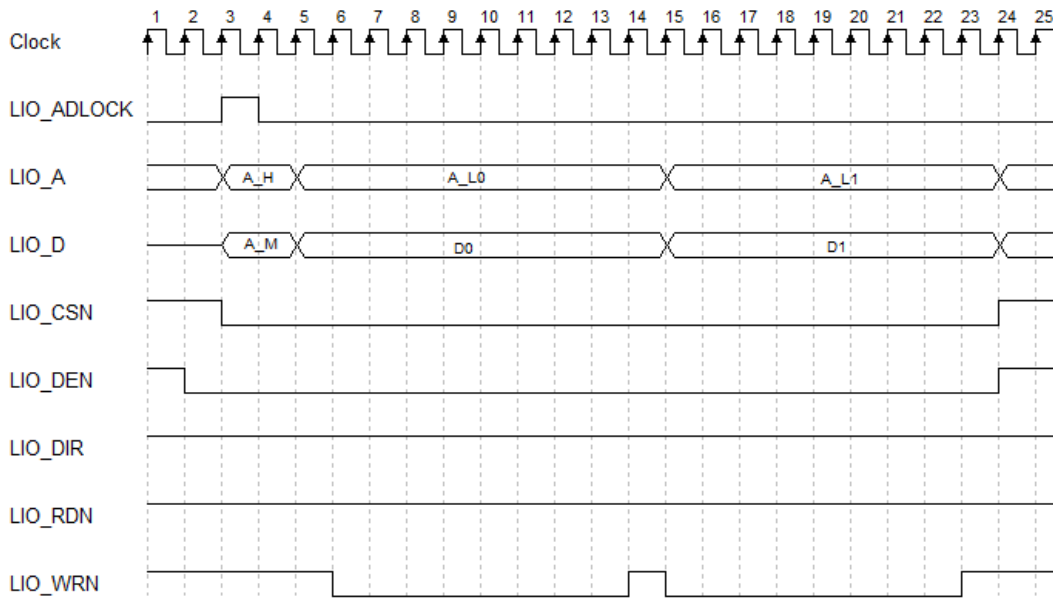 1 2 3 4 5 6 7 8 9 10 11 12 13 14 15 16 17 18 19 20 21 22 23 24 25
Clock
LIO_ADLOCK
LIO_A A_H A_L0 A_L1
LIO_D A_M D0 D1
LIO_CSN
LIO_DEN
LIO_DIR
LIO_RDN
LIO_WRN